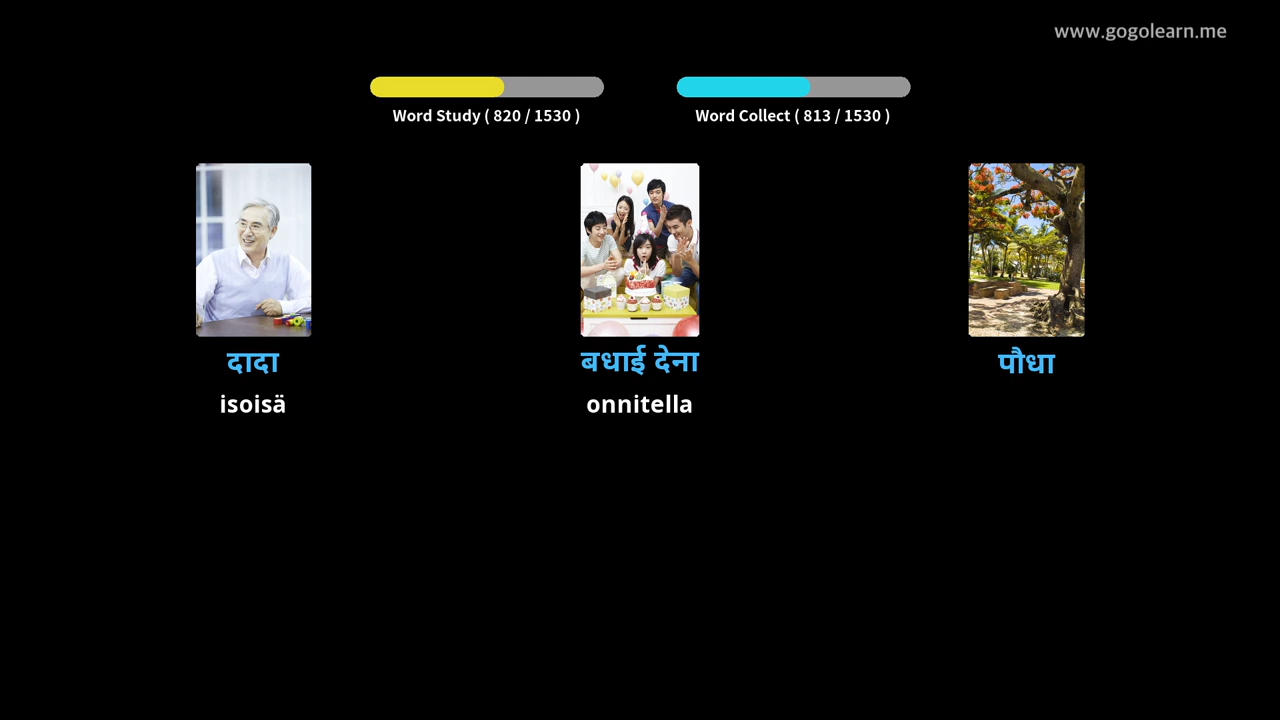 www.gogolearn.me
Word Study ( 820 / 1530 )
Word Collect ( 813 / 1530 )
दादा
बधाई देना
पौधा
isoisä
onnitella